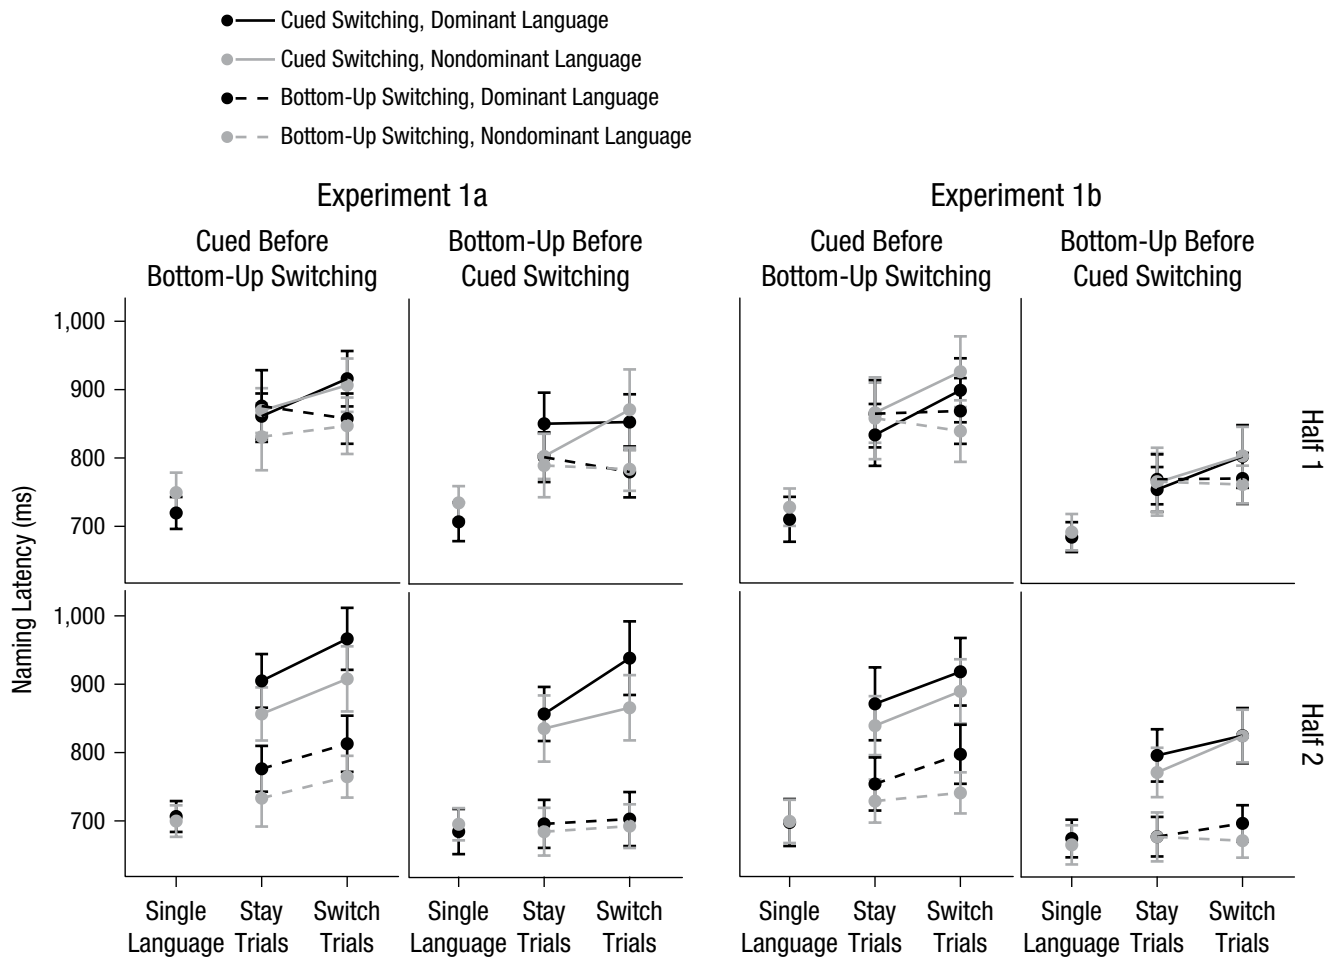 Cued Switching, Dominant Language
Cued Switching, Nondominant Language
Bottom-Up Switching, Dominant Language
Bottom-Up Switching, Nondominant Language
Experiment 1a
Experiment 1b
Cued Before
Bottom-Up Switching
Bottom-Up Before
Cued Switching
Cued Before
Bottom-Up Switching
Bottom-Up Before
Cued Switching
Naming Latency (ms)
1,000
900
800
700
Half 1
1,000
900
800
700
Half 2
Single
Language
Stay
Trials
Switch
Trials
Single
Language
Stay
Trials
Switch
Trials
Single
Language
Stay
Trials
Switch
Trials
Single
Language
Stay
Trials
Switch
Trials